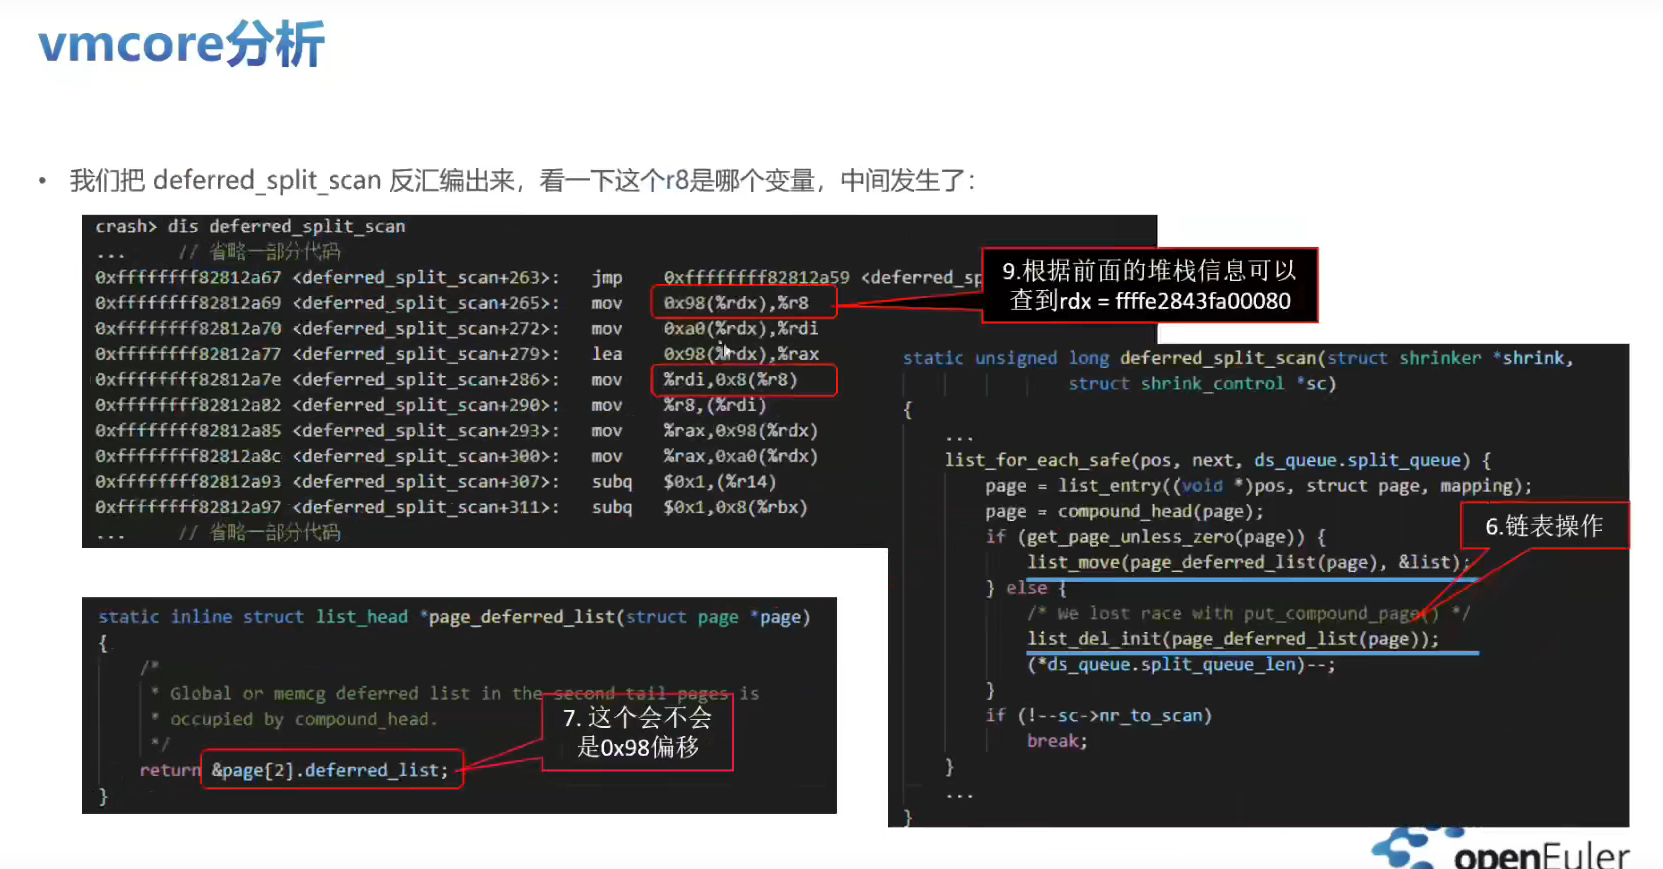 vmcore分析
• 我们把 deferred_split_scan 反汇编出来，看一下这个r8是哪个变量，中间发生了：
crash> dis deferred_split_scan
... // 省略一部分代码
0xffffffff82812a67 <deferred_split_scan+263>: jmp 0xffffffff82812a59 <deferred_sp
0xffffffff82812a69 <deferred_split_scan+265>: mov 0x98(%rdx),%r8
0xffffffff82812a70 <deferred_split_scan+272>: mov 0xa0(%rdx),%rdi
0xffffffff82812a77 <deferred_split_scan+279>: lea 0x98(%rdx),%rax
0xffffffff82812a7e <deferred_split_scan+286>: mov %rdi,0x8(%r8)
0xffffffff82812a82 <deferred_split_scan+290>: mov %r8,(%rdi)
0xffffffff82812a85 <deferred_split_scan+293>: mov %rax,0x98(%rdx)
0xffffffff82812a8c <deferred_split_scan+300>: mov %rax,0xa0(%rdx)
0xffffffff82812a93 <deferred_split_scan+307>: subq $0x1,(%r14)
0xffffffff82812a97 <deferred_split_scan+311>: subq $0x1,0x8(%rbx)
... // 省略一部分代码
9.根据前面的堆栈信息可以
查到rdx = ffffe2843fa00080
static unsigned long deferred_split_scan(struct shrinker *shrink,
struct shrink_control *sc)
{
...
list_for_each_safe(pos, next, ds_queue.split_queue) {
page = list_entry((void *)pos, struct page, mapping);
page = compound_head(page);
if (get_page_unless_zero(page)) {
list_move(page_deferred_list(page), &list);
} else {
/* We lost race with put_compound_page() */
list_del_init(page_deferred_list(page));
(*ds_queue.split_queue_len)--;
}
if (!--sc->nr_to_scan)
break;
}
...
}
6.链表操作
static inline struct list_head *page_deferred_list(struct page *page)
{
/*
* Global or memcg deferred list in the second tail pages is
* occupied by compound_head.
*/
return &page[2].deferred_list;
}
7. 这个会不会
是0x98偏移
openEuler